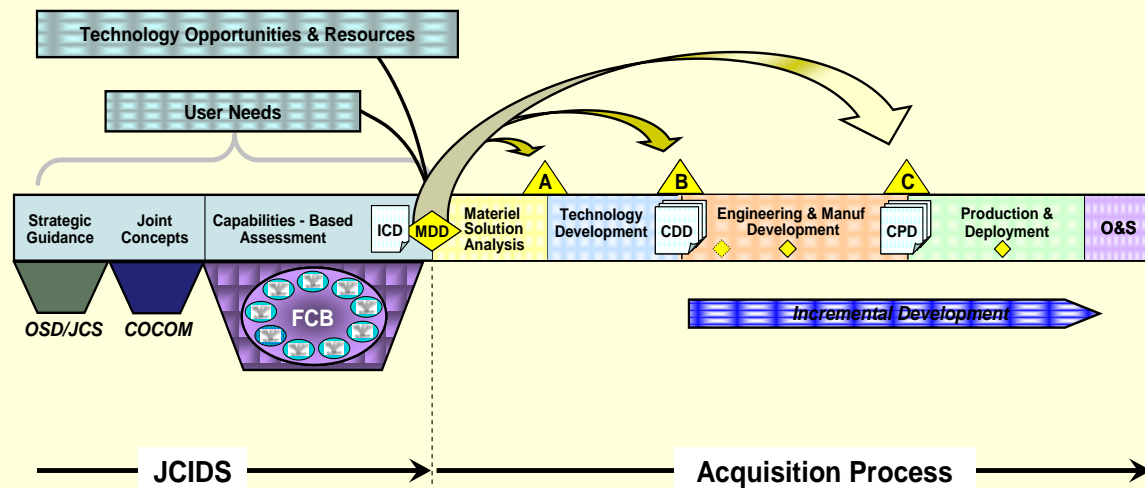 Technology Opportunities & Resources
User Needs
A
B
C
Strategic
Guidance
Joint
Concepts
Capabilities - Based
Assessment
ICD
MDD
Materiel
Solution
Analysis
Technology
Development
CDD
Engineering & Manuf
Development
CPD
Production &
Deployment
O&S
OSD/JCS
COCOM
FCB
Incremental Development
JCIDS
Acquisition Process